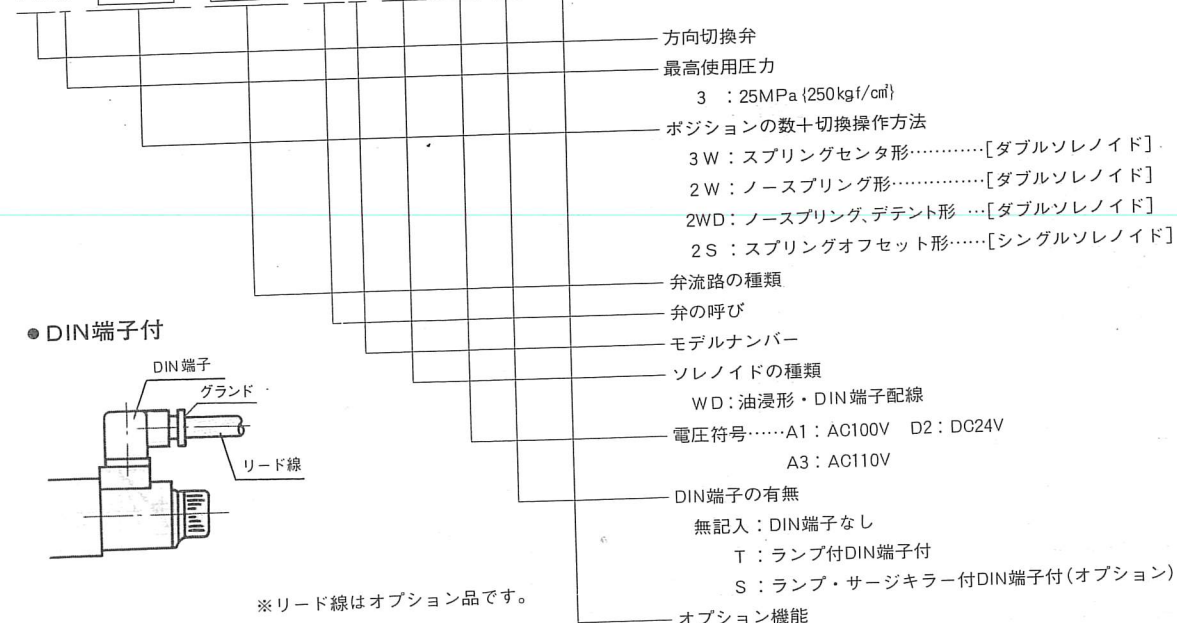 方向切換弁
最高使用圧力
3 : 25MPa{250kgf/c㎡}
ポジションの数+切換操作方法
3W:スプリングセンタ形…………[ダブルソレノイド]
2W:ノースプリング形……………[ダブルソレノイド]
2WD:ノースプリング、デテント形 …[ダブルソレノイド]
2S :スプリングオフセット形……[シングルソレノイド]
弁流路の種類
弁の呼び
モデルナンバー
ソレノイドの種類
WD:油浸形・DIN端子配線
電圧符号……A1:AC100V D2:DC24V
A3:AC110V
DIN端子の有無
無記入:DIN端子なし
T :ランプ付DIN端子付
S :ランプ・サージキラー付DIN端子付(オプション)
オプション機能
●DIN端子付
DIN端子
グランド
リード線
※リード線はオプション品です。